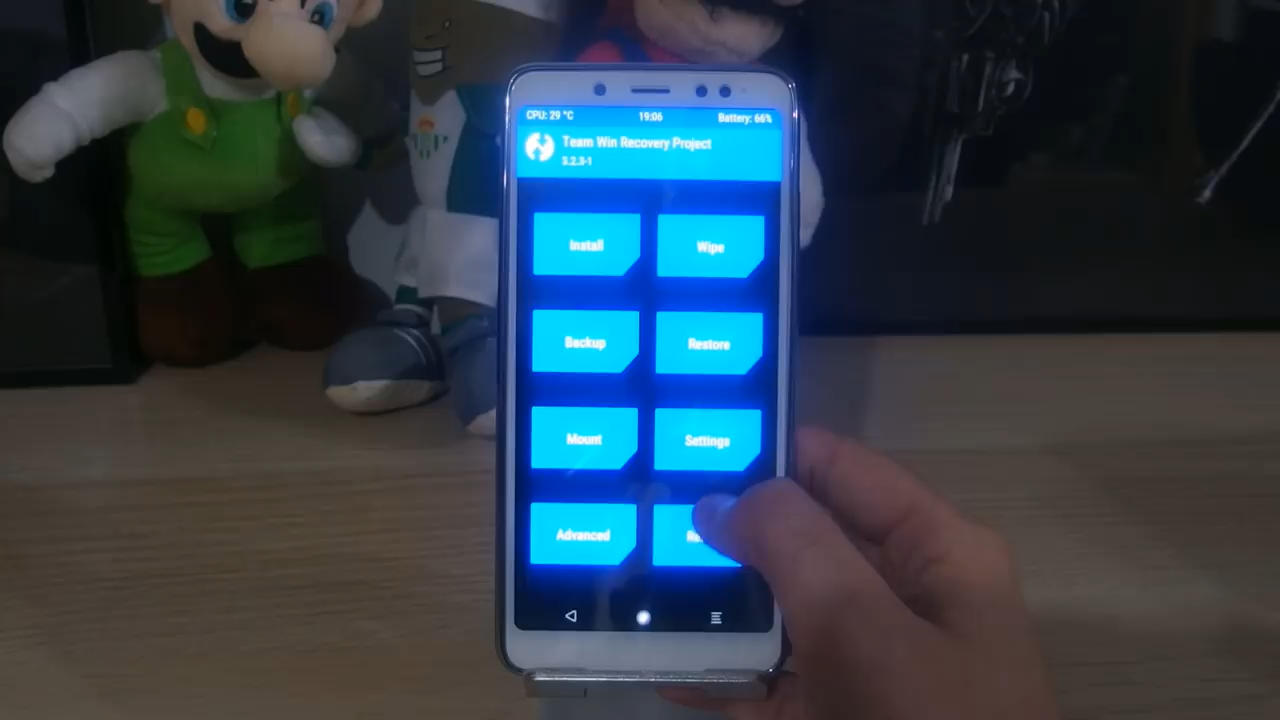 CPU: 29 °C 19:06 Battery: 66%
Team Win Recovery Project
3.2.3-1
Install Wipe
Backup Restore
Mount Settings
Advanced